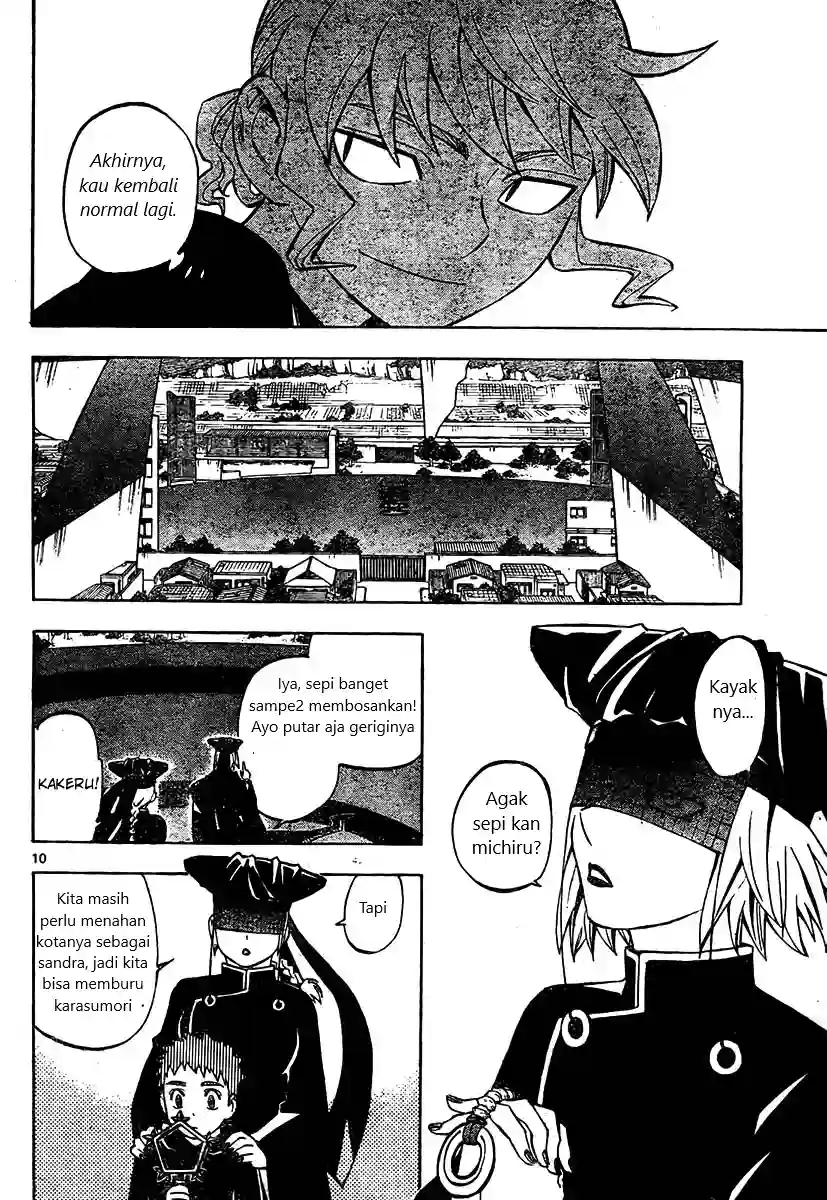 Akhirnya,
kau kembali
normal lagi.
Kayak
nya...
Agak
sepi kan
michiru?
Iya, sepi banget
sampe2 membosankan!
Ayo putar aja geriginya
KAKERU!
10
Tapi
Kita masih
perlu menahan
kotanya sebagai
sandra, jadi kita
bisa memburu
karasumori .